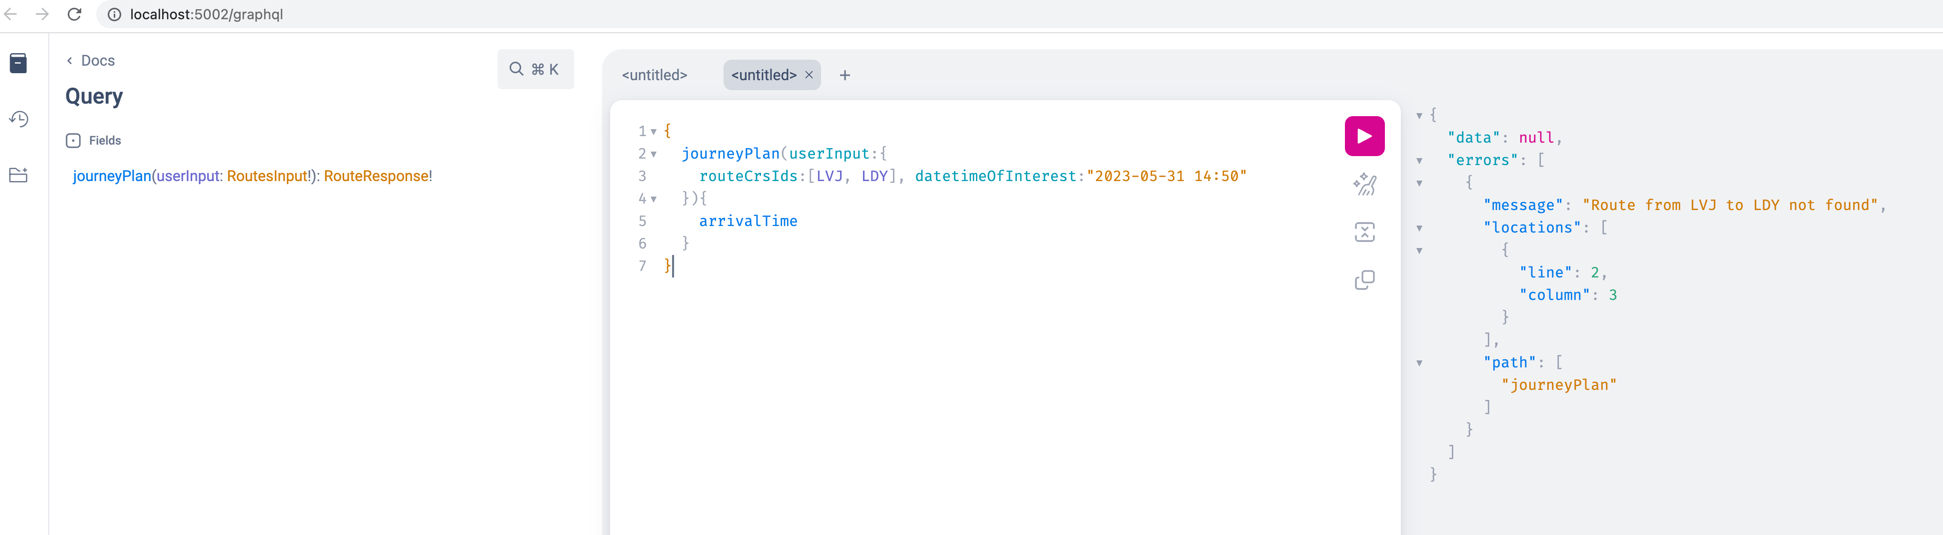 localhost:5002/graphql
Docs
⌘ K
Query
Fields
journeyPlan(userInput: RoutesInput!): RouteResponse!
<untitled>
<untitled> × +
1 {
2 journeyPlan(userInput:{
3 routeCrsIds:[LVJ, LDY], datetimeOfInterest:"2023-05-31 14:50"
4 }){
5 arrivalTime
6 }
7 }
{
"data": null,
"errors": [
{
"message": "Route from LVJ to LDY not found",
"locations": [
{
"line": 2,
"column": 3
}
],
"path": [
"journeyPlan"
]
}
]
}